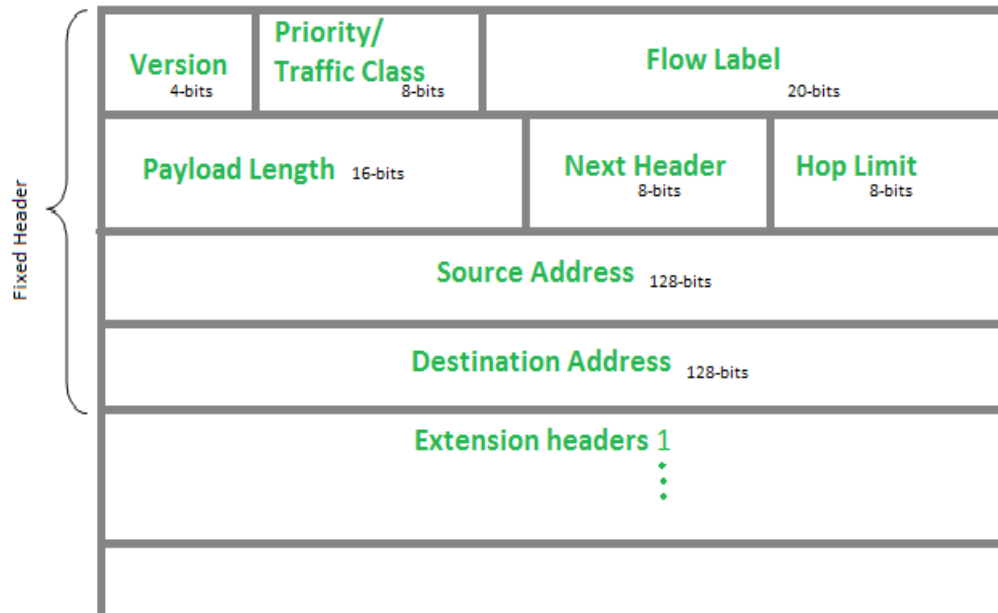 Fixed Header
Version
4-bits
Priority/
Traffic Class
8-bits
Flow Label
20-bits
Payload Length 16-bits
Next Header
8-bits
Hop Limit
8-bits
Source Address 128-bits
Destination Address 128-bits
Extension headers 1